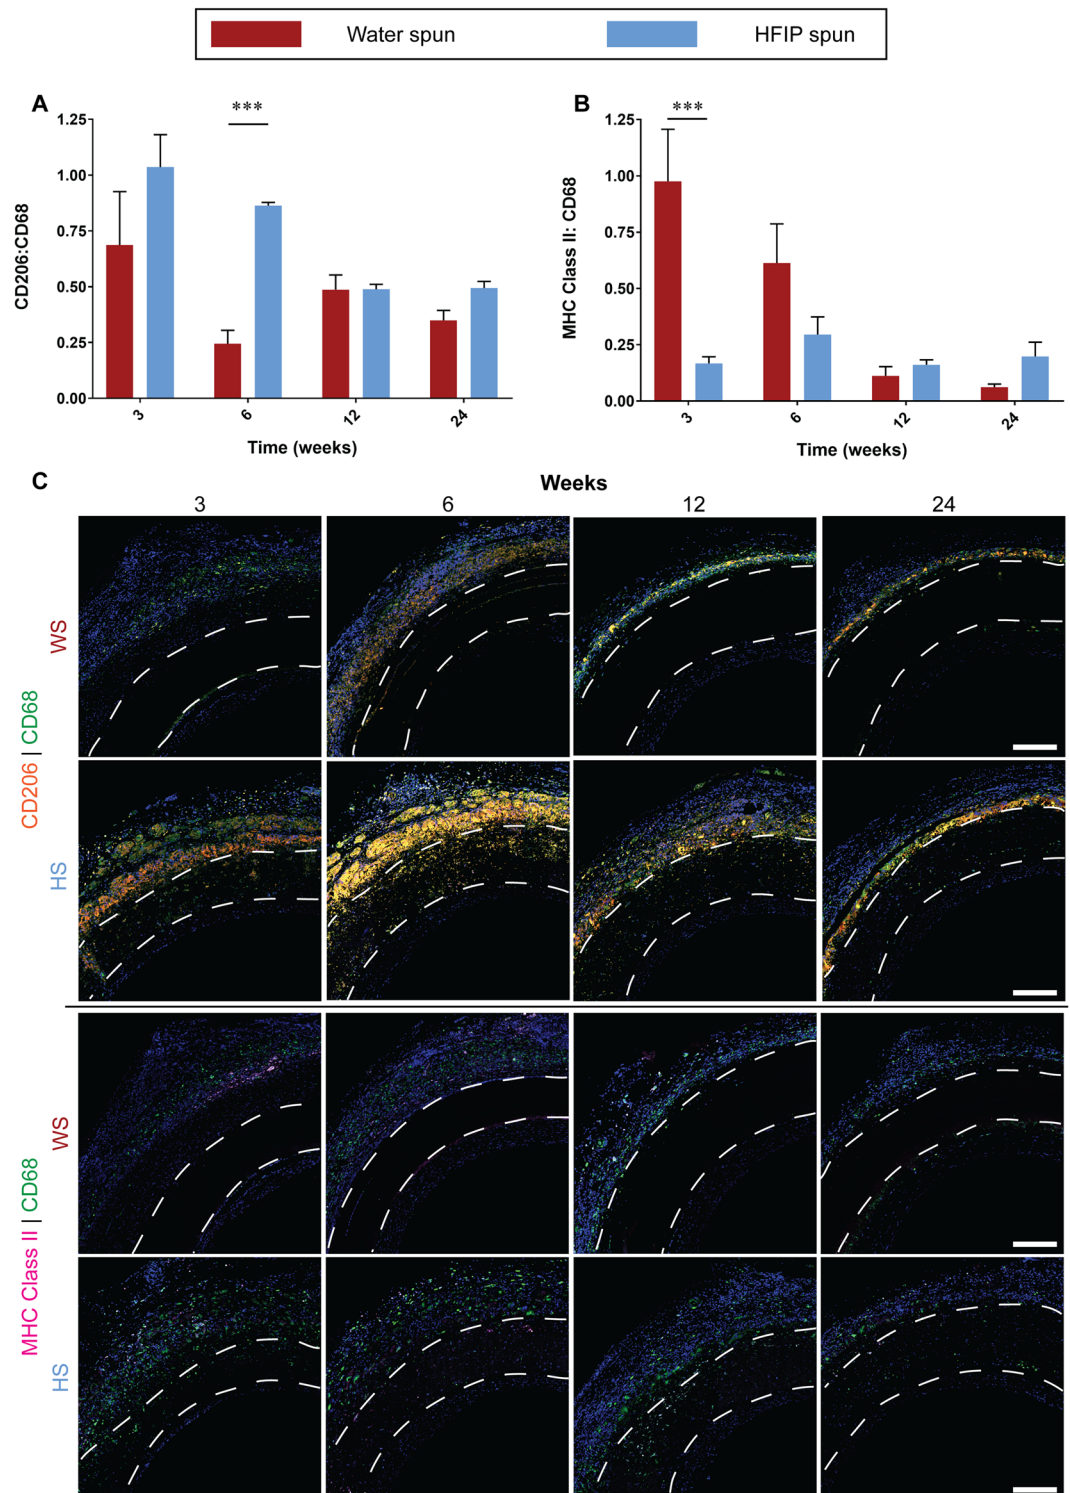 Water spun HFIP spun
A
***
1.25
1.00
0.75
0.50
0.25
0.00
CD206:CD68
3 6 12 24
Time (weeks)
B
***
1.25
1.00
0.75
0.50
0.25
0.00
MHC Class II: CD68
3 6 12 24
Time (weeks)
C
Weeks
3 6 12 24
CD206 | CD68
WS
HS
MHC Class II | CD68
WS
HS